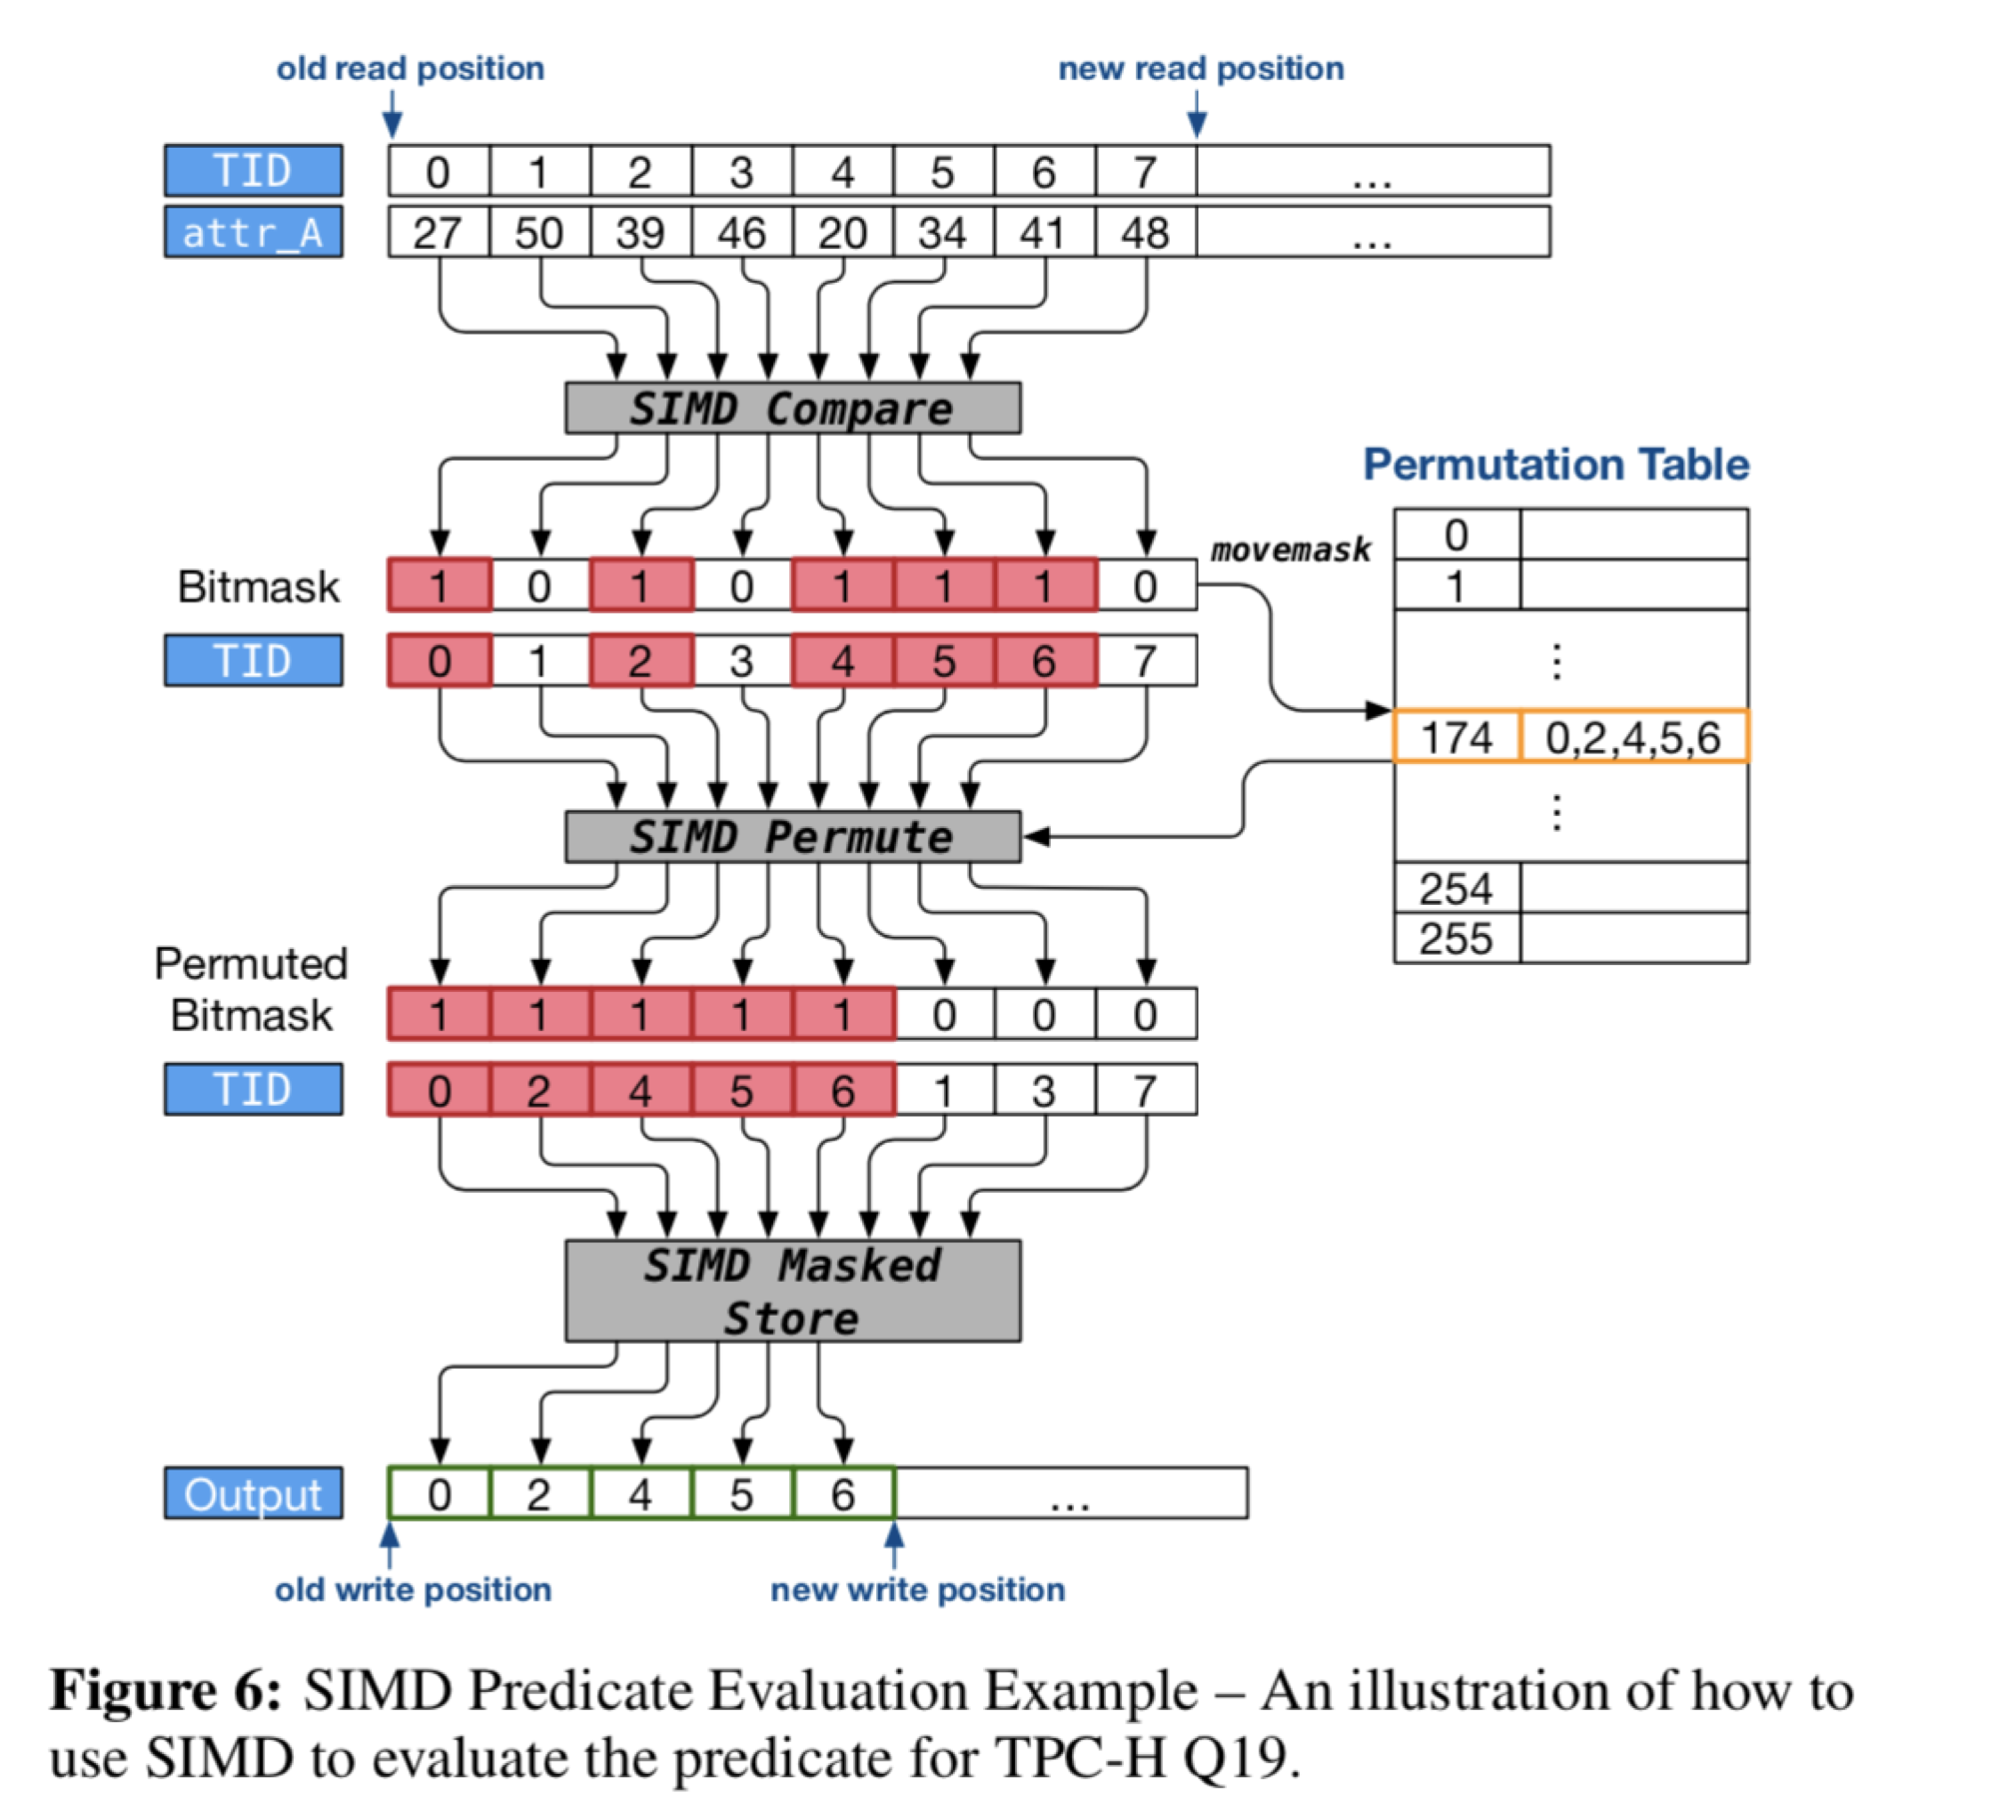 old read position new read position
TID 0 1 2 3 4 5 6 7 ...
attr_A 27 50 39 46 20 34 41 48 ...
SIMD Compare
Permutation Table
0
1
⋮
174 0,2,4,5,6
⋮
254
255
movemask
Bitmask 1 0 1 0 1 1 1 0
TID 0 1 2 3 4 5 6 7
SIMD Permute
Permuted
Bitmask 1 1 1 1 1 0 0 0
TID 0 2 4 5 6 1 3 7
SIMD Masked
Store
Output 0 2 4 5 6 ...
old write position new write position
Figure 6: SIMD Predicate Evaluation Example – An illustration of how to
use SIMD to evaluate the predicate for TPC-H Q19.